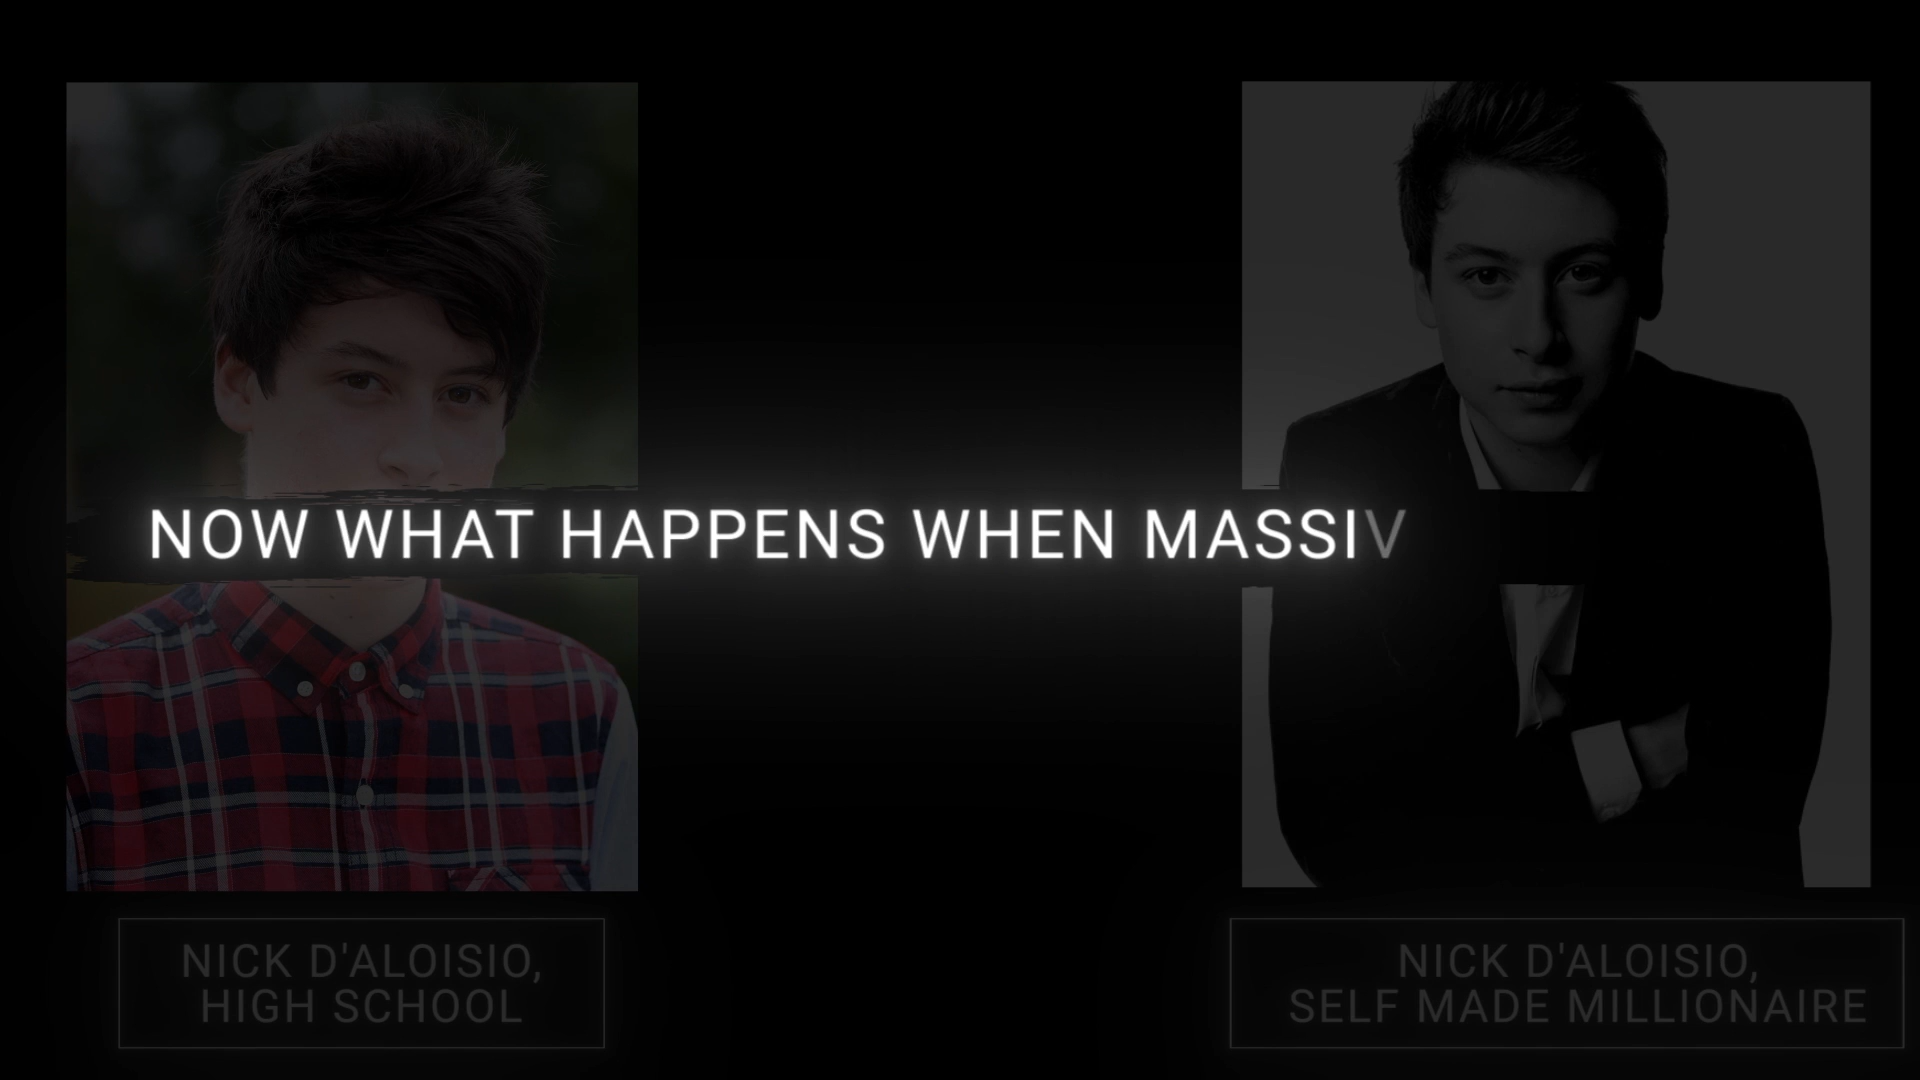 NOW WHAT HAPPENS WHEN MASSIV
NICK D'ALOISIO,
HIGH SCHOOL
NICK D'ALOISIO,
SELF MADE MILLIONAIRE